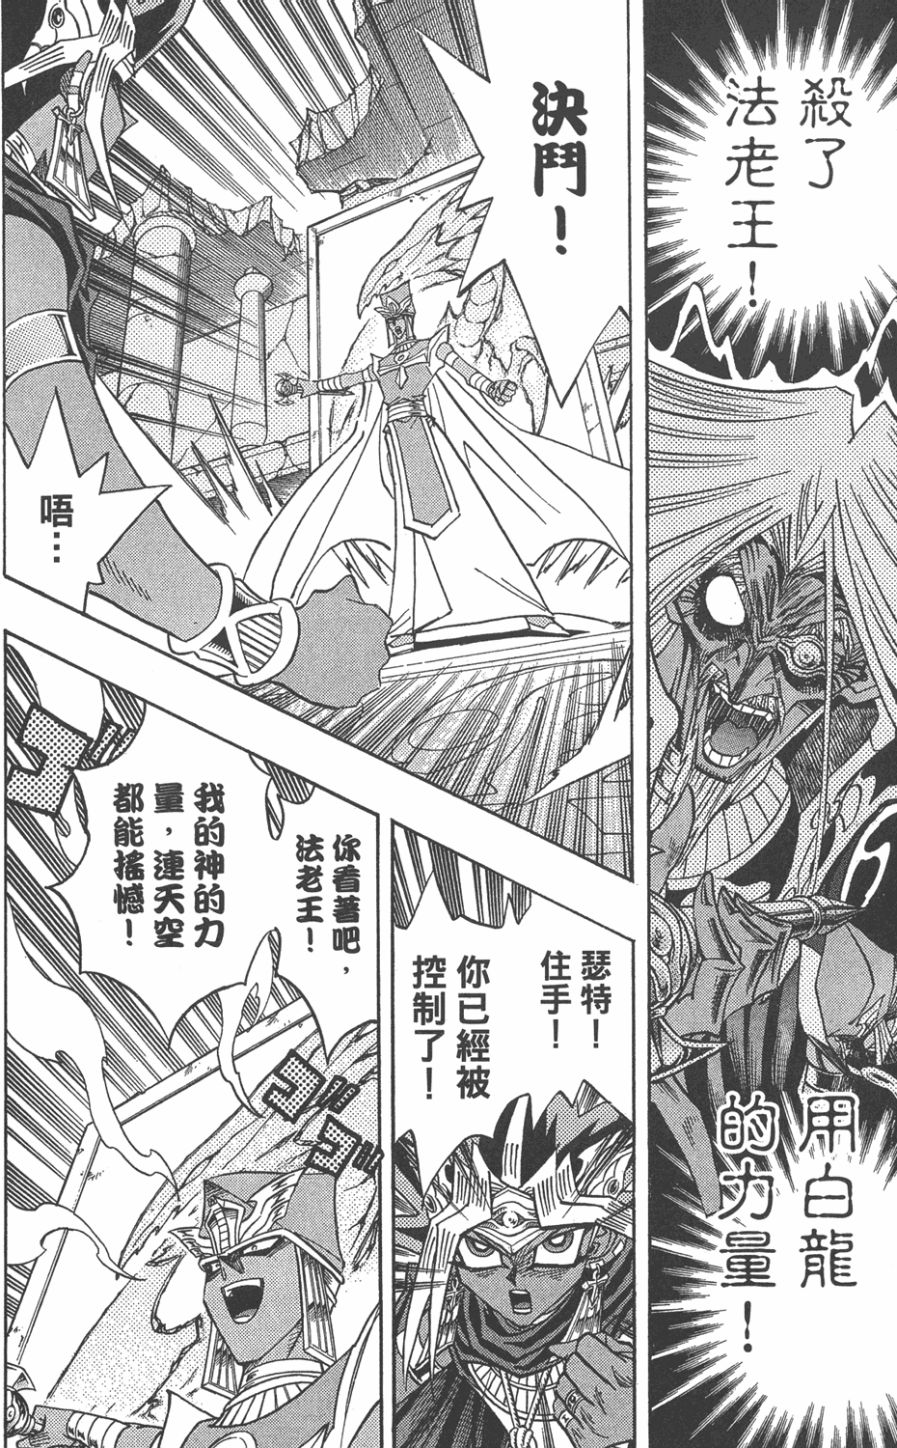 殺了
法老王！
用白龍
的力量！
決鬥！
唔…
瑟特！
住手！
你已經被
控制了！
你看著吧，
法老王！
我的神的力
量，連天空
都能搖憾！